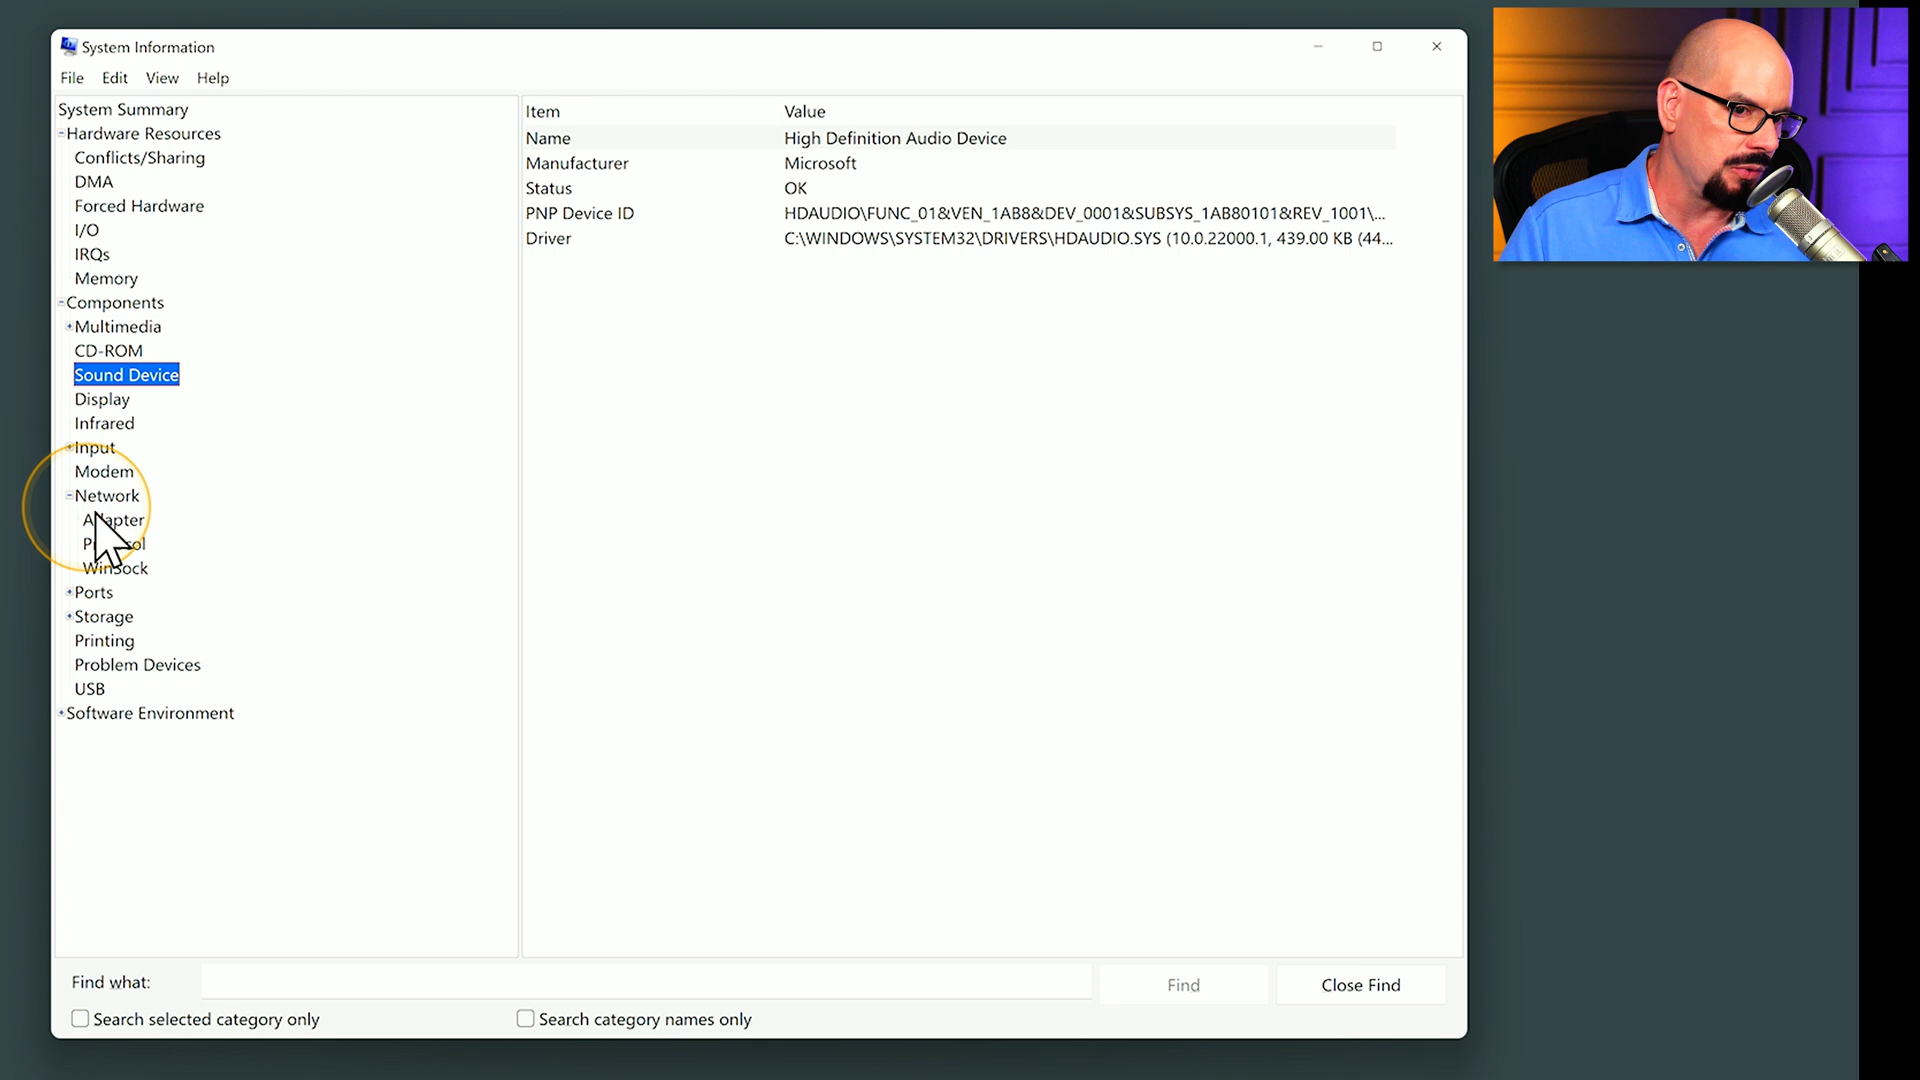 System Information
File Edit View Help
System Summary
Hardware Resources
Conflicts/Sharing
DMA
Forced Hardware
I/O
IRQs
Memory
Components
Multimedia
CD-ROM
Sound Device
Display
Infrared
Input
Modem
Network
Adapter
Protocol
WinSock
Ports
Storage
Printing
Problem Devices
USB
Software Environment
Item Value
Name High Definition Audio Device
Manufacturer Microsoft
Status OK
PNP Device ID HDAUDIO\FUNC_01&VEN_1AB8&DEV_0001&SUBSYS_1AB80101&REV_1001\...
Driver C:\WINDOWS\SYSTEM32\DRIVERS\HDAUDIO.SYS (10.0.22000.1, 439.00 KB (44...
Find what: Find Close Find
Search selected category only Search category names only